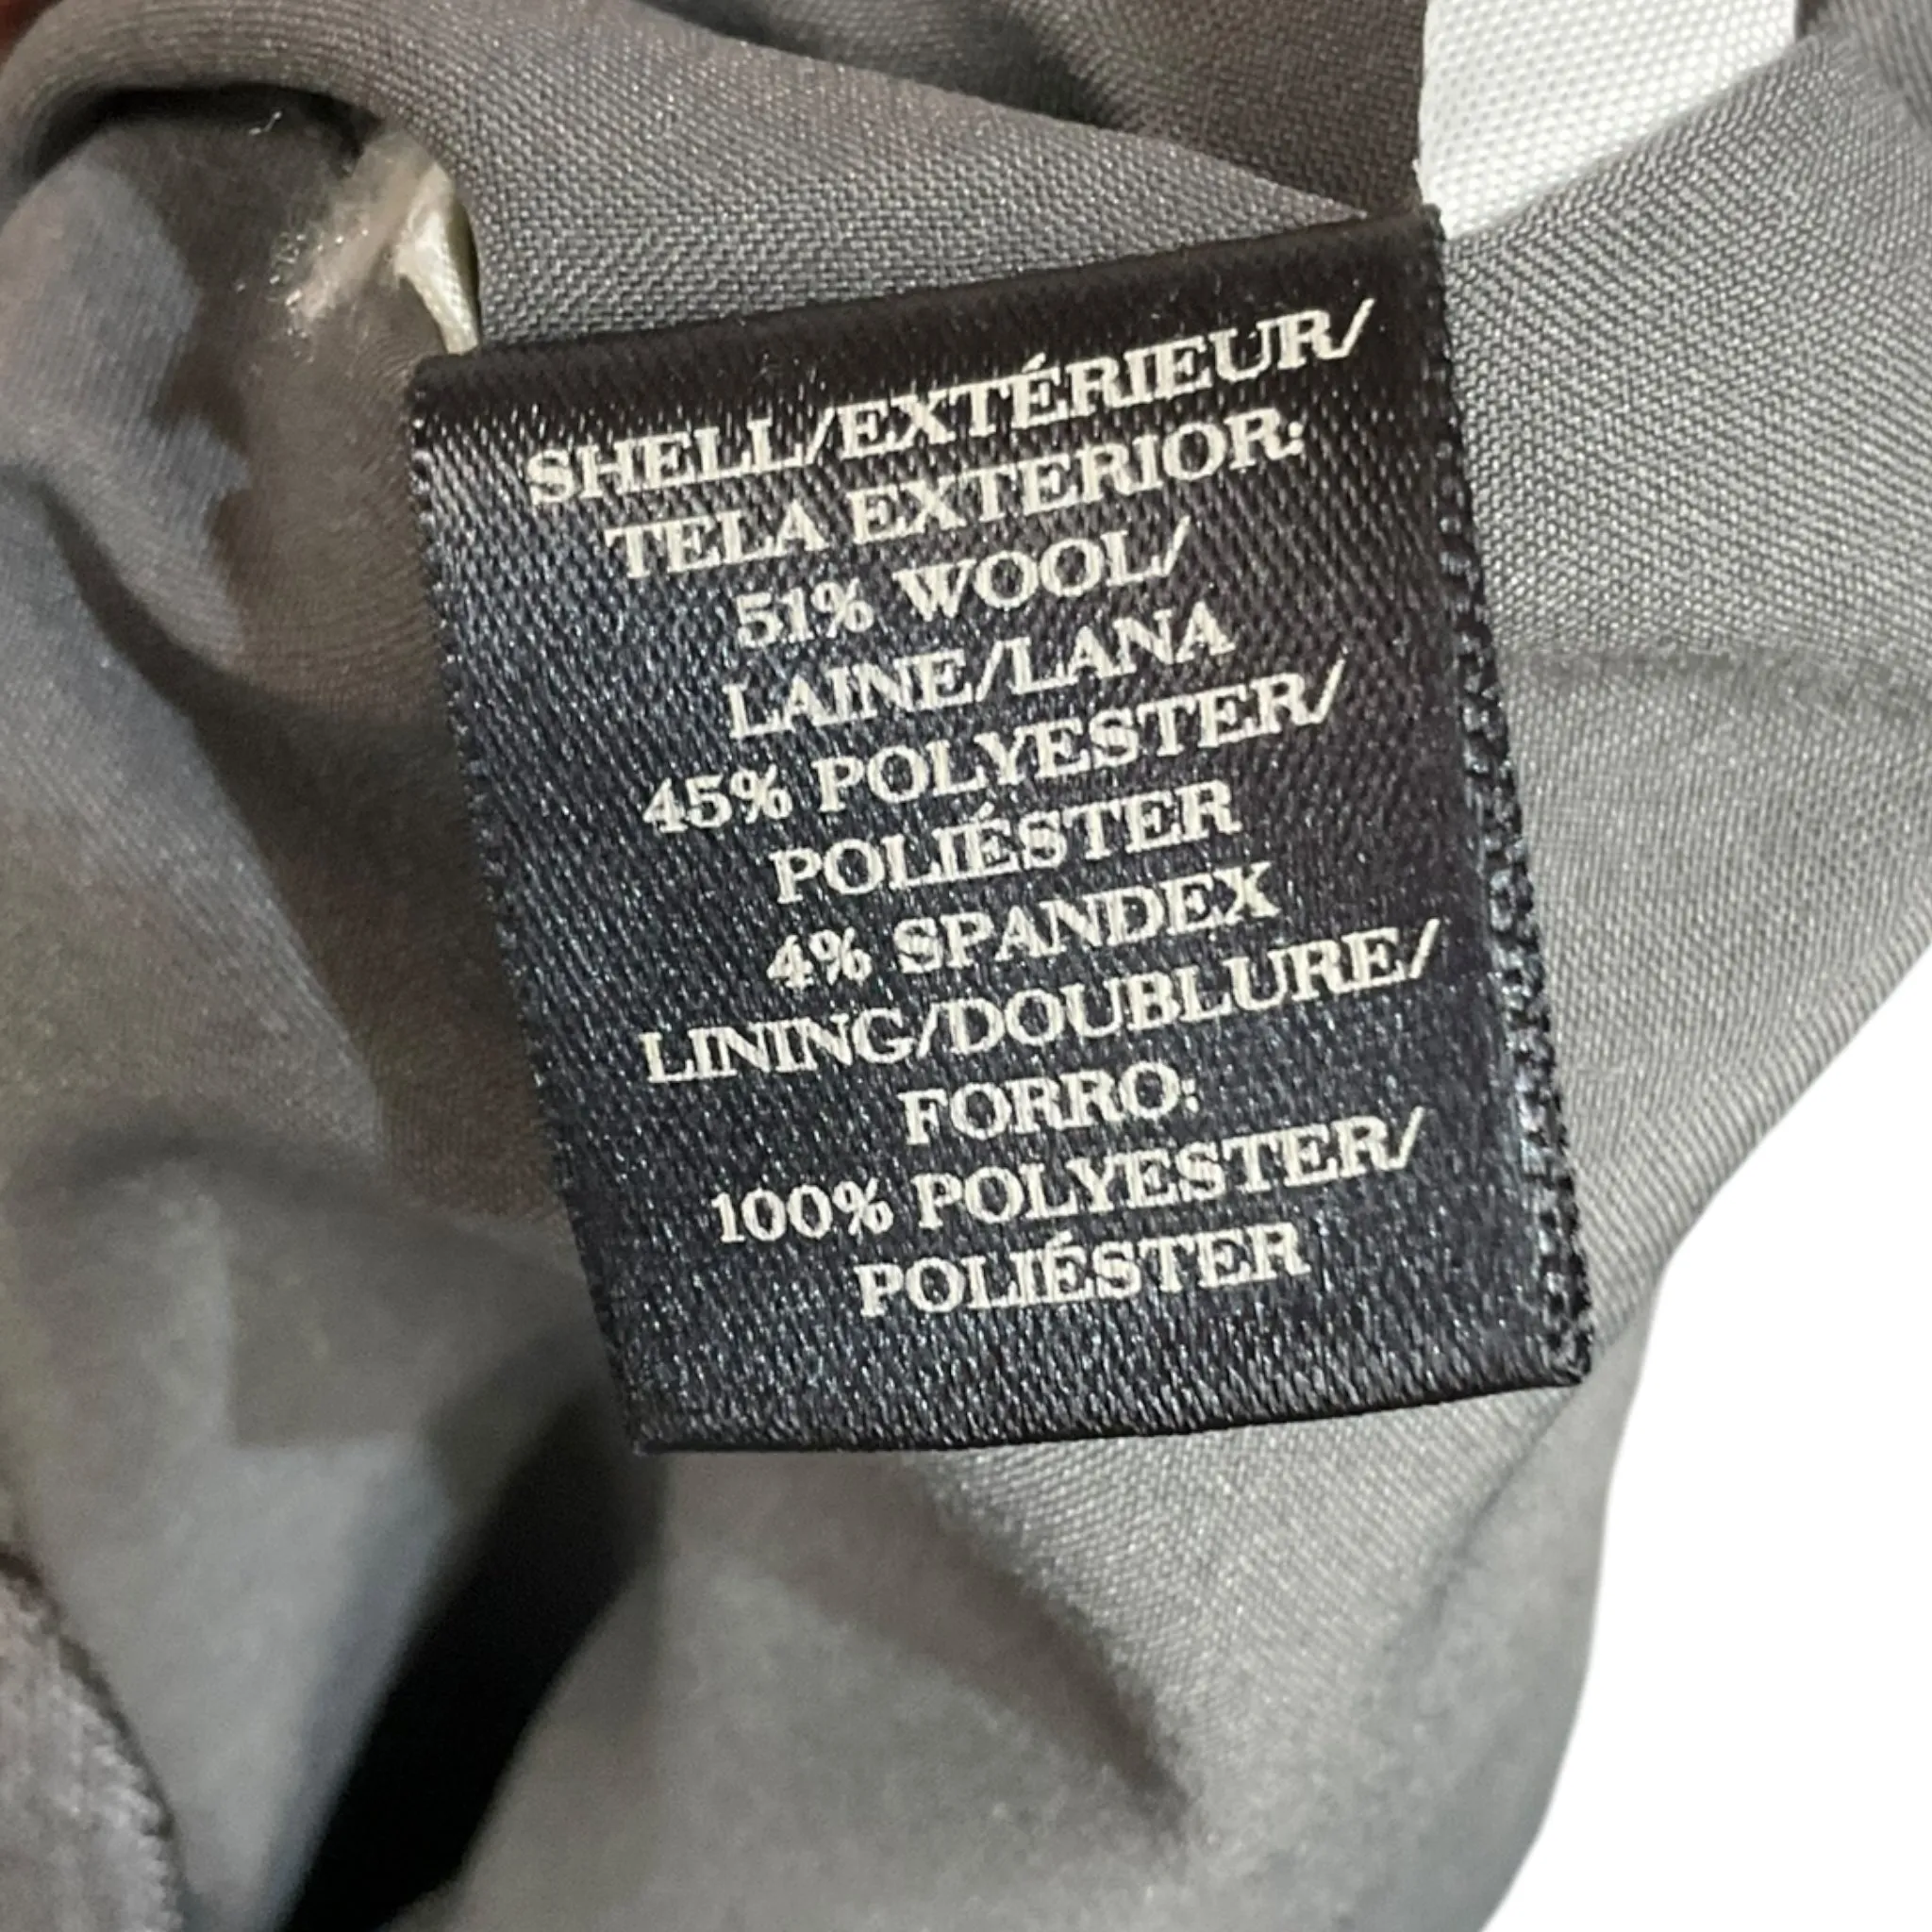 SHELL/EXTÉRIEUR/
TELA EXTERIOR:
51% WOOL/
LAINE/LANA
45% POLYESTER/
POLIÉSTER
4% SPANDEX
LINING/DOUBLURE/
FORRO:
100% POLYESTER/
POLIÉSTER